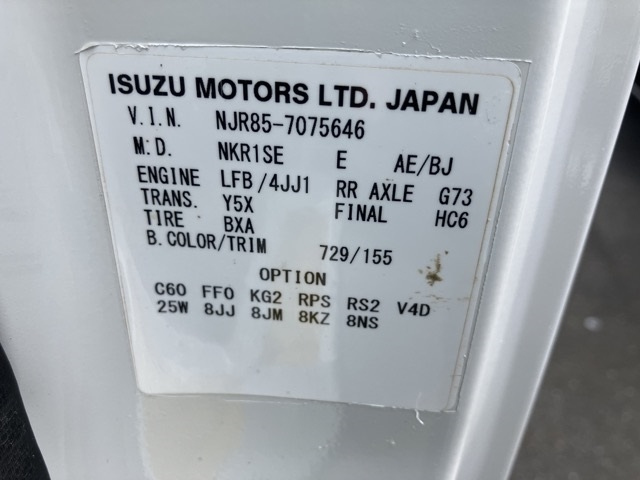 ISUZU MOTORS LTD. JAPAN
V.I.N. NJR85-7075646
M.D. NKR1SE E AE/BJ
ENGINE LFB/4JJ1 RR AXLE G73
TRANS. Y5X FINAL HC6
TIRE BXA
B.COLOR/TRIM 729/155
OPTION
C60 FF0 KG2 RPS RS2 V4D
25W 8JJ 8JM 8KZ 8NS